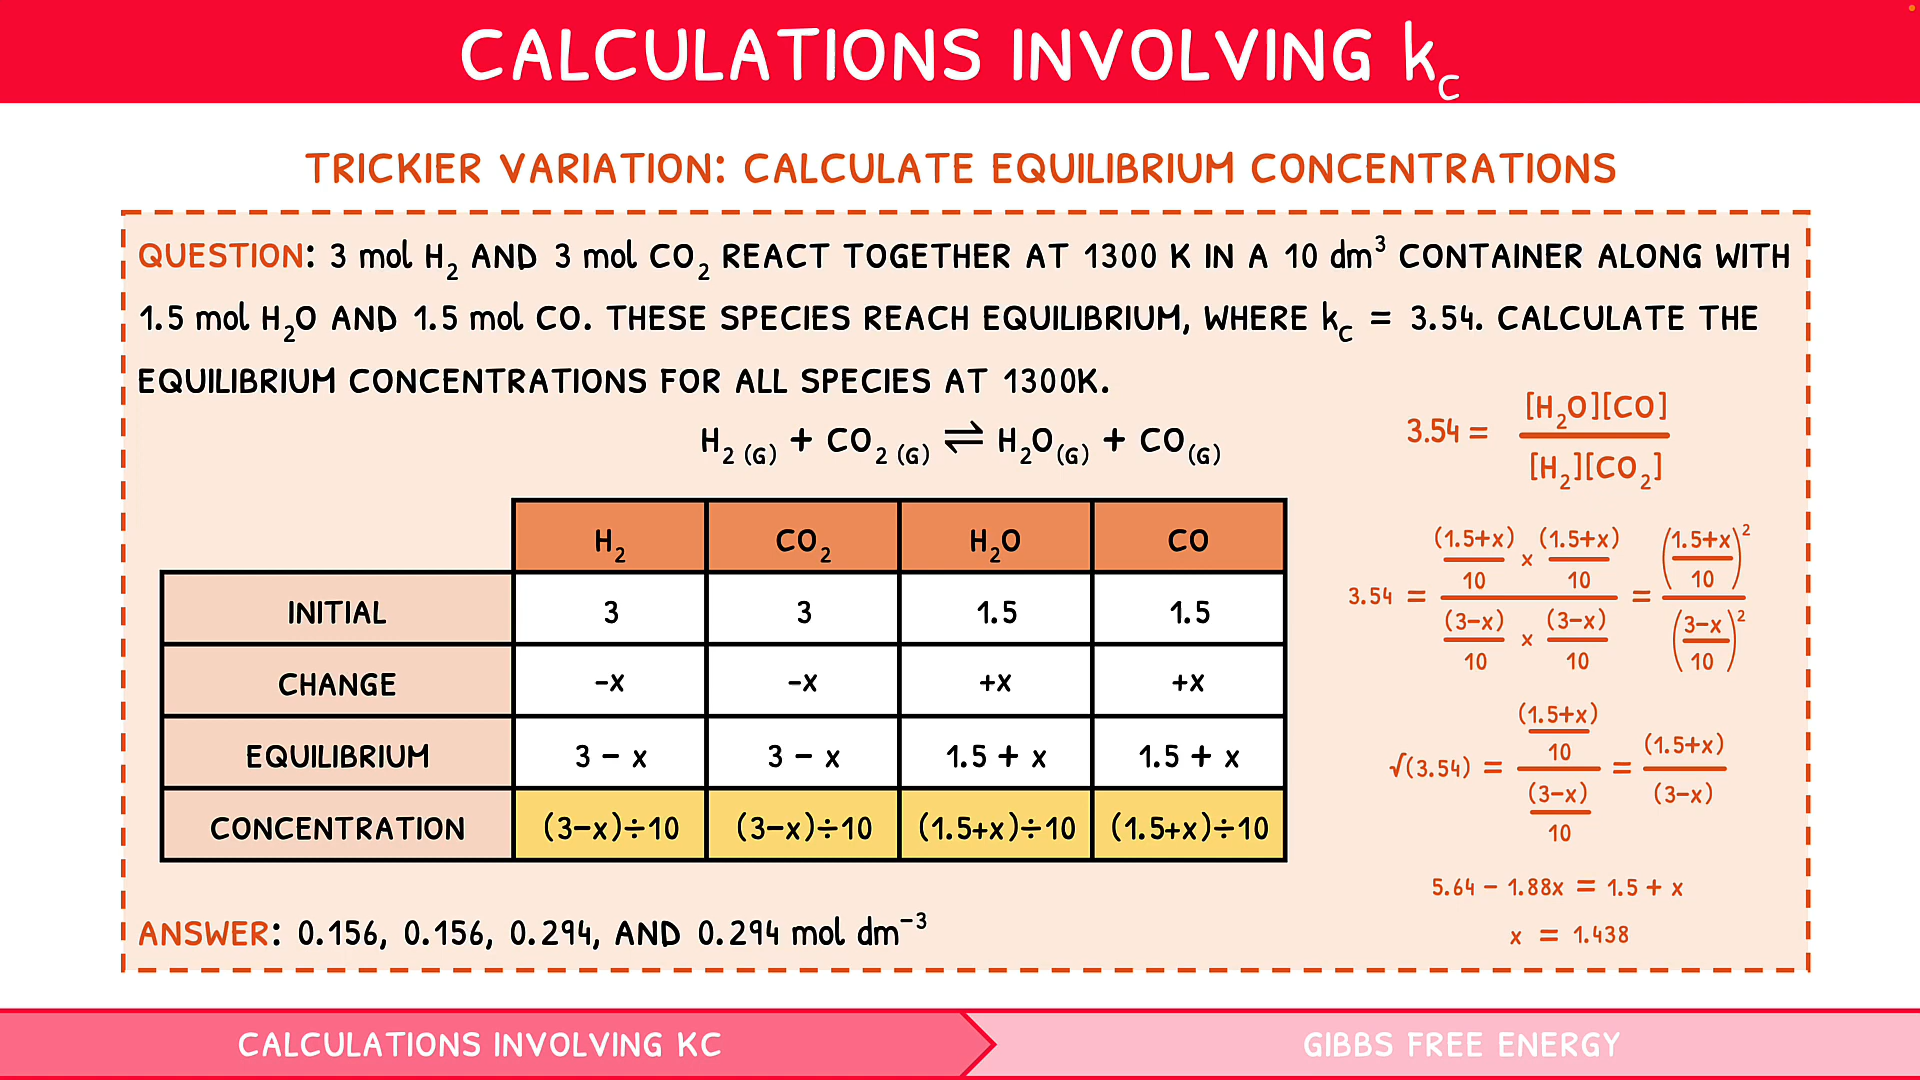 CALCULATIONS INVOLVING kc
TRICKIER VARIATION: CALCULATE EQUILIBRIUM CONCENTRATIONS
QUESTION: 3 mol H₂ AND 3 mol CO₂ REACT TOGETHER AT 1300 K IN A 10 dm³ CONTAINER ALONG WITH
1.5 mol H₂O AND 1.5 mol CO. THESE SPECIES REACH EQUILIBRIUM, WHERE kc = 3.54. CALCULATE THE
EQUILIBRIUM CONCENTRATIONS FOR ALL SPECIES AT 1300K.
H₂ (G) + CO₂ (G) ⇌ H₂O(G) + CO(G)
H₂ CO₂ H₂O CO
INITIAL 3 3 1.5 1.5
CHANGE -x -x +x +x
EQUILIBRIUM 3 - x 3 - x 1.5 + x 1.5 + x
CONCENTRATION (3-x)÷10 (3-x)÷10 (1.5+x)÷10 (1.5+x)÷10
ANSWER: 0.156, 0.156, 0.294, AND 0.294 mol dm⁻³
3.54 = [H₂O][CO] / [H₂][CO₂]
3.54 = ((1.5+x)/10 × (1.5+x)/10) / ((3-x)/10 × (3-x)/10) = ((1.5+x)/10)² / ((3-x)/10)²
√(3.54) = ((1.5+x)/10) / ((3-x)/10) = (1.5+x) / (3-x)
5.64 - 1.88x = 1.5 + x
x = 1.438
CALCULATIONS INVOLVING KC
GIBBS FREE ENERGY